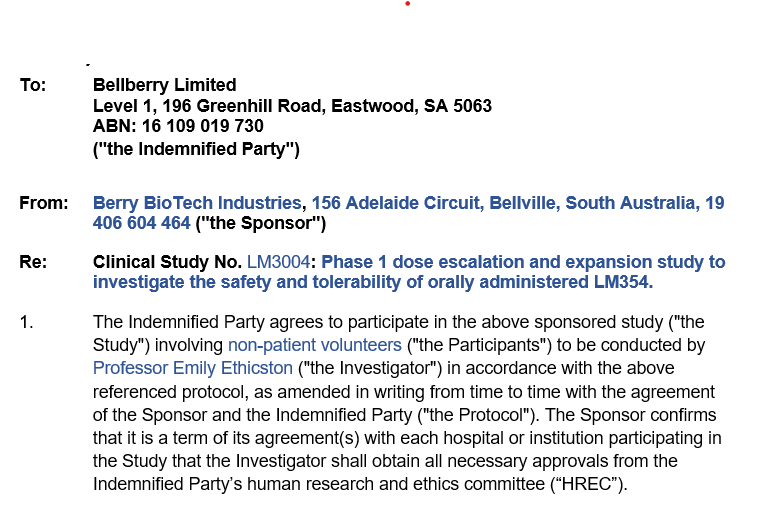 To: Bellberry Limited
Level 1, 196 Greenhill Road, Eastwood, SA 5063
ABN: 16 109 019 730
("the Indemnified Party")
From: Berry BioTech Industries, 156 Adelaide Circuit, Bellville, South Australia, 19
406 604 464 ("the Sponsor")
Re: Clinical Study No. LM3004: Phase 1 dose escalation and expansion study to
investigate the safety and tolerability of orally administered LM354.
1. The Indemnified Party agrees to participate in the above sponsored study ("the
Study") involving non-patient volunteers ("the Participants") to be conducted by
Professor Emily Ethicston ("the Investigator") in accordance with the above
referenced protocol, as amended in writing from time to time with the agreement
of the Sponsor and the Indemnified Party ("the Protocol"). The Sponsor confirms
that it is a term of its agreement(s) with each hospital or institution participating in
the Study that the Investigator shall obtain all necessary approvals from the
Indemnified Party’s human research and ethics committee (“HREC”).